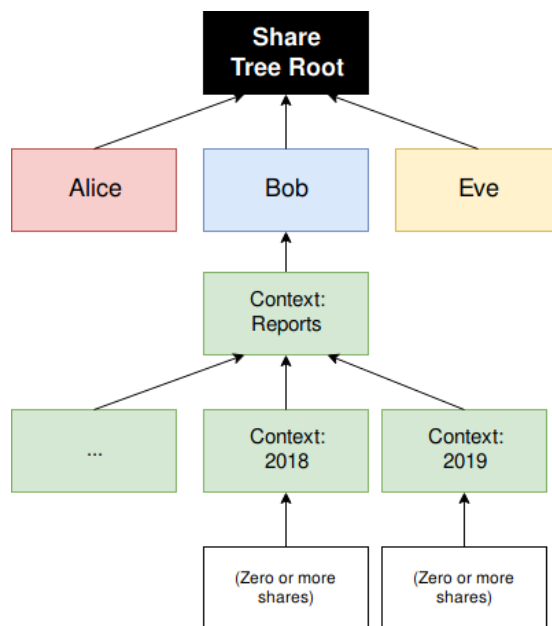 Share
Tree Root
Alice
Bob
Eve
Context:
Reports
...
Context:
2018
Context:
2019
(Zero or more
shares)
(Zero or more
shares)